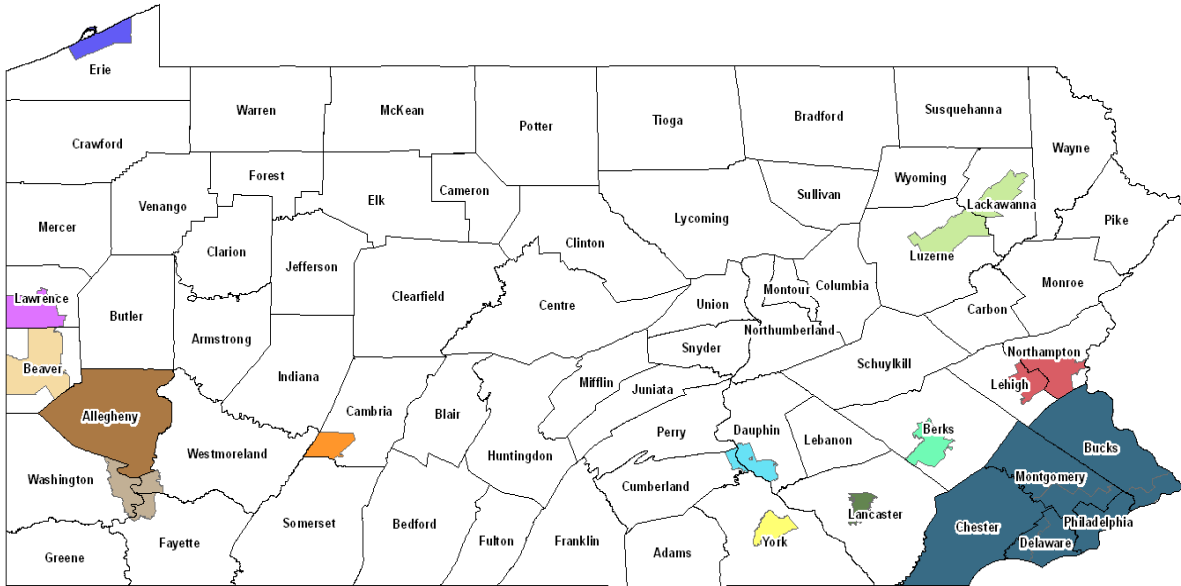 Erie
Warren
McKean
Potter
Tioga
Bradford
Susquehanna
Wayne
Crawford
Forest
Elk
Cameron
Sullivan
Wyoming
Lackawanna
Pike
Mercer
Venango
Clarion
Jefferson
Clinton
Lycoming
Luzerne
Monroe
Lawrence
Butler
Clearfield
Centre
Union
Montour
Columbia
Carbon
Armstrong
Northumberland
Snyder
Schuylkill
Northampton
Lehigh
Beaver
Indiana
Mifflin
Juniata
Allegheny
Cambria
Blair
Perry
Dauphin
Lebanon
Berks
Bucks
Westmoreland
Huntingdon
Washington
Cumberland
Montgomery
Somerset
Bedford
Lancaster
Chester
Philadelphia
Greene
Fayette
Fulton
Franklin
Adams
York
Delaware